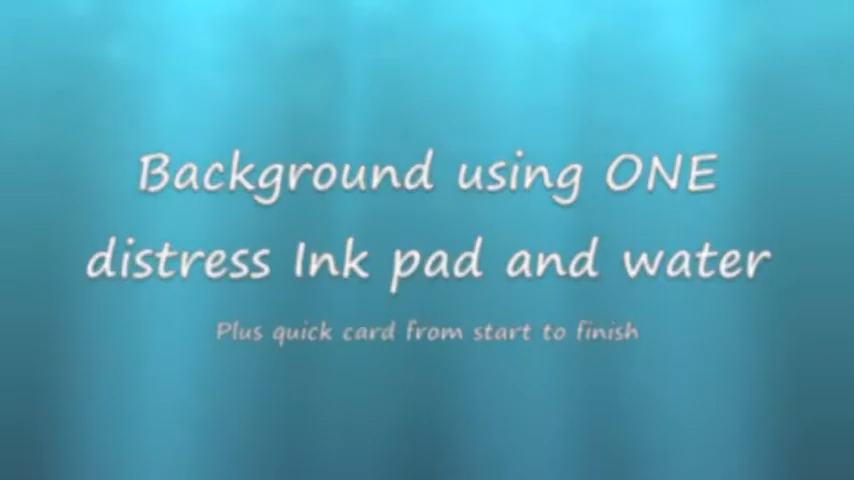 Background using ONE
distress Ink pad and water
Plus quick card from start to finish